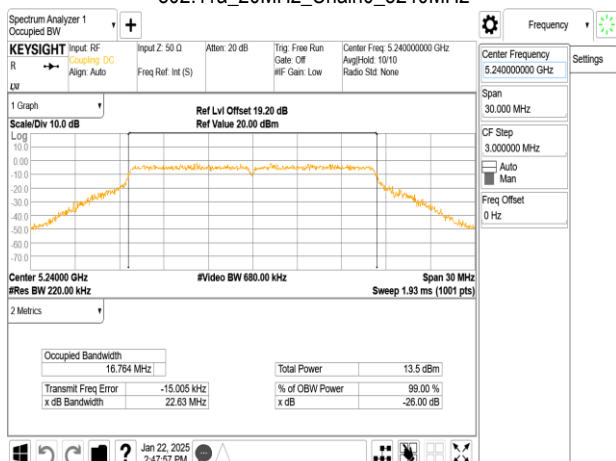 Spectrum Analyzer 1
Occupied BW
Frequency
KEYSIGHT
R
LXI
Input: RF
Coupling: DC
Align: Auto
Input Z: 50 Ω
Freq Ref: Int (S)
Atten: 20 dB
Trig: Free Run
Gate: Off
#IF Gain: Low
Center Freq: 5.240000000 GHz
Avg|Hold: 10/10
Radio Std: None
Center Frequency
5.240000000 GHz
Settings
Span
30.000 MHz
CF Step
3.000000 MHz
Auto
Man
Freq Offset
0 Hz
1 Graph
Scale/Div 10.0 dB
Ref Lvl Offset 19.20 dB
Ref Value 20.00 dBm
Log
10.0
0.00
-10.0
-20.0
-30.0
-40.0
-50.0
-60.0
-70.0
Center 5.24000 GHz
#Res BW 220.00 kHz
#Video BW 680.00 kHz
Span 30 MHz
Sweep 1.93 ms (1001 pts)
2 Metrics
Occupied Bandwidth
16.764 MHz
Total Power 13.5 dBm
Transmit Freq Error -15.005 kHz
% of OBW Power 99.00 %
x dB Bandwidth 22.63 MHz
x dB -26.00 dB
Jan 22, 2025
2:47:57 PM